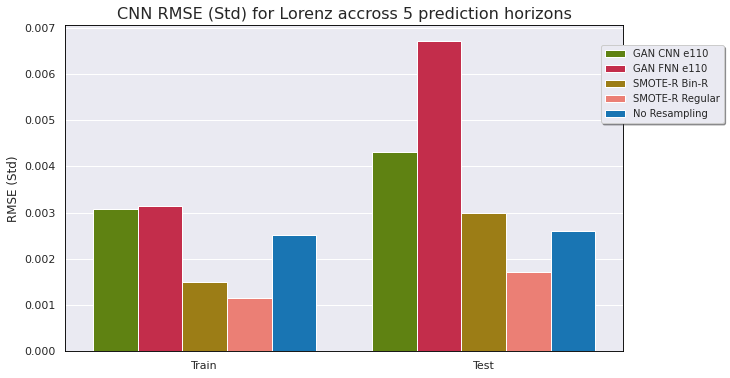 CNN RMSE (Std) for Lorenz accross 5 prediction horizons
0.007
0.006
0.005
0.004
0.003
0.002
0.001
0.000
RMSE (Std)
Train
Test
GAN CNN e110
GAN FNN e110
SMOTE-R Bin-R
SMOTE-R Regular
No Resampling